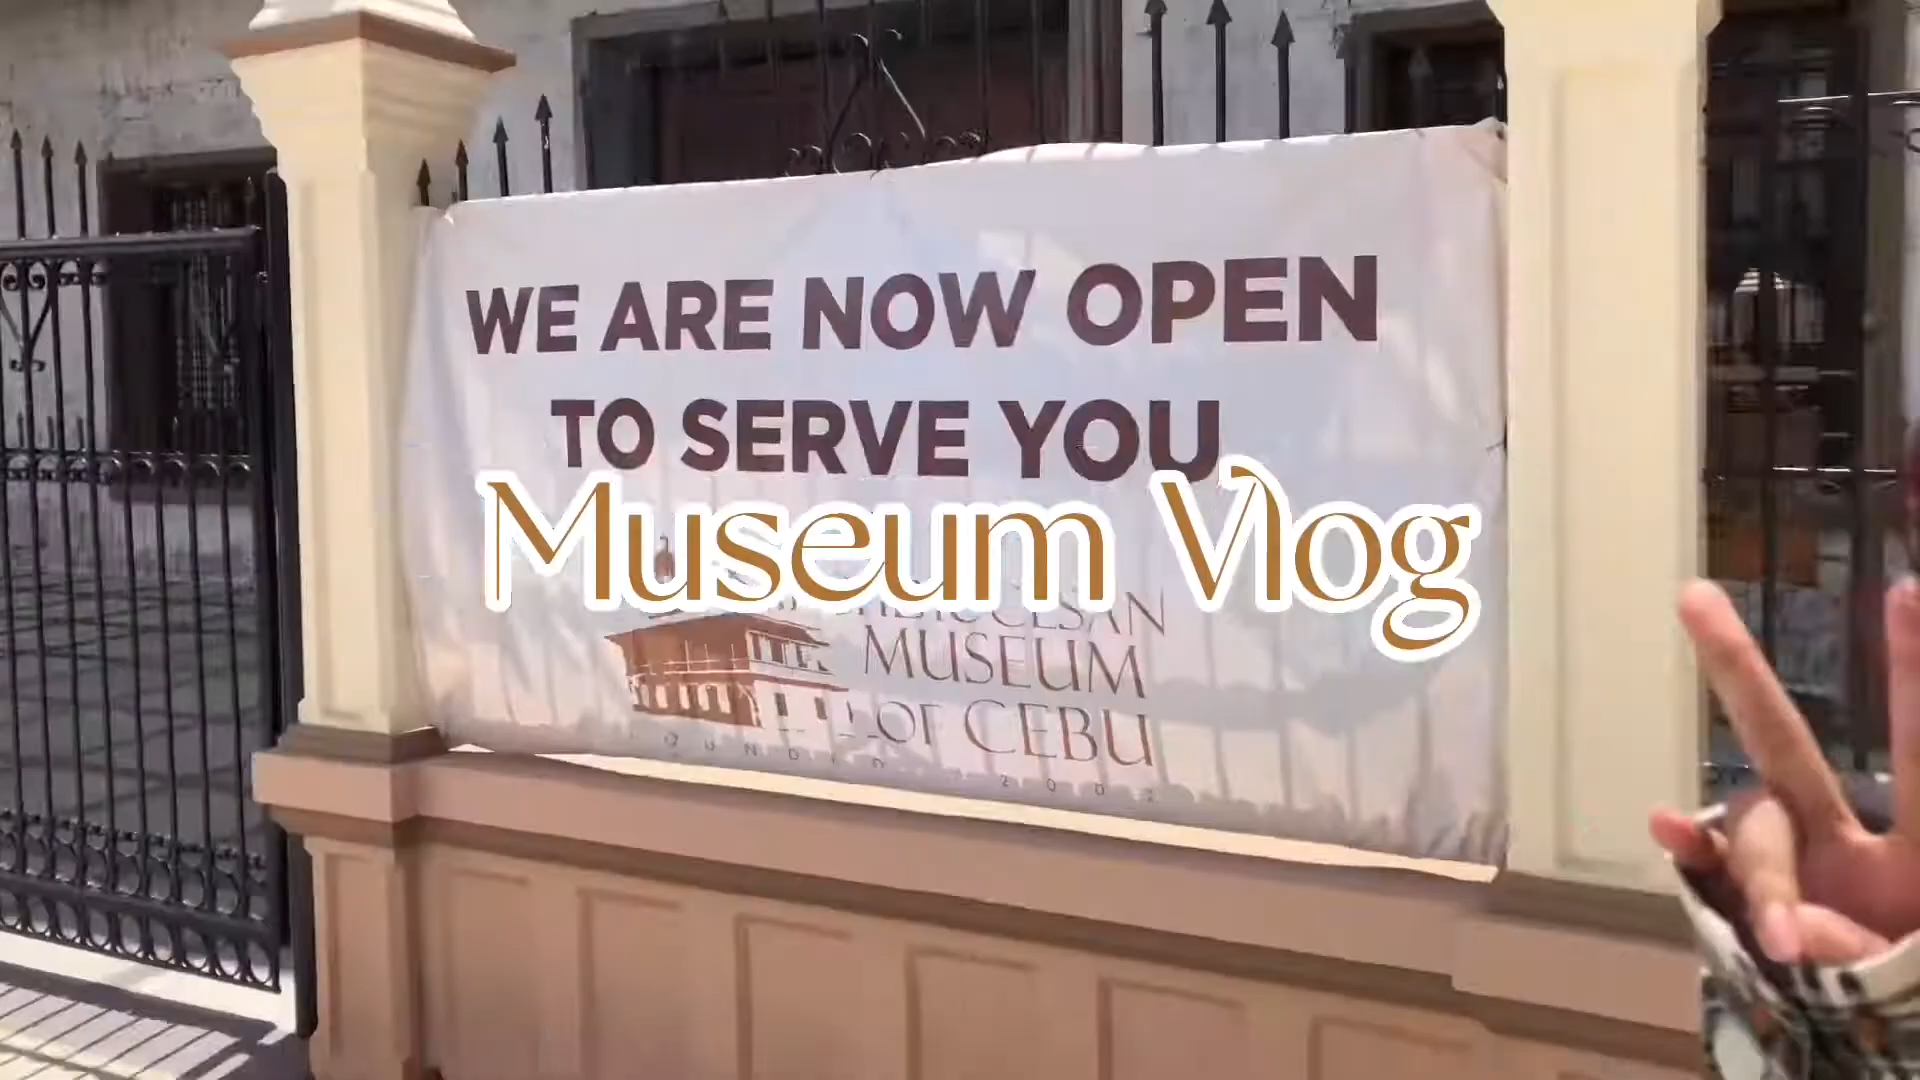 WE ARE NOW OPEN
TO SERVE YOU
Museum Vlog
MUSEUM
OF CEBU